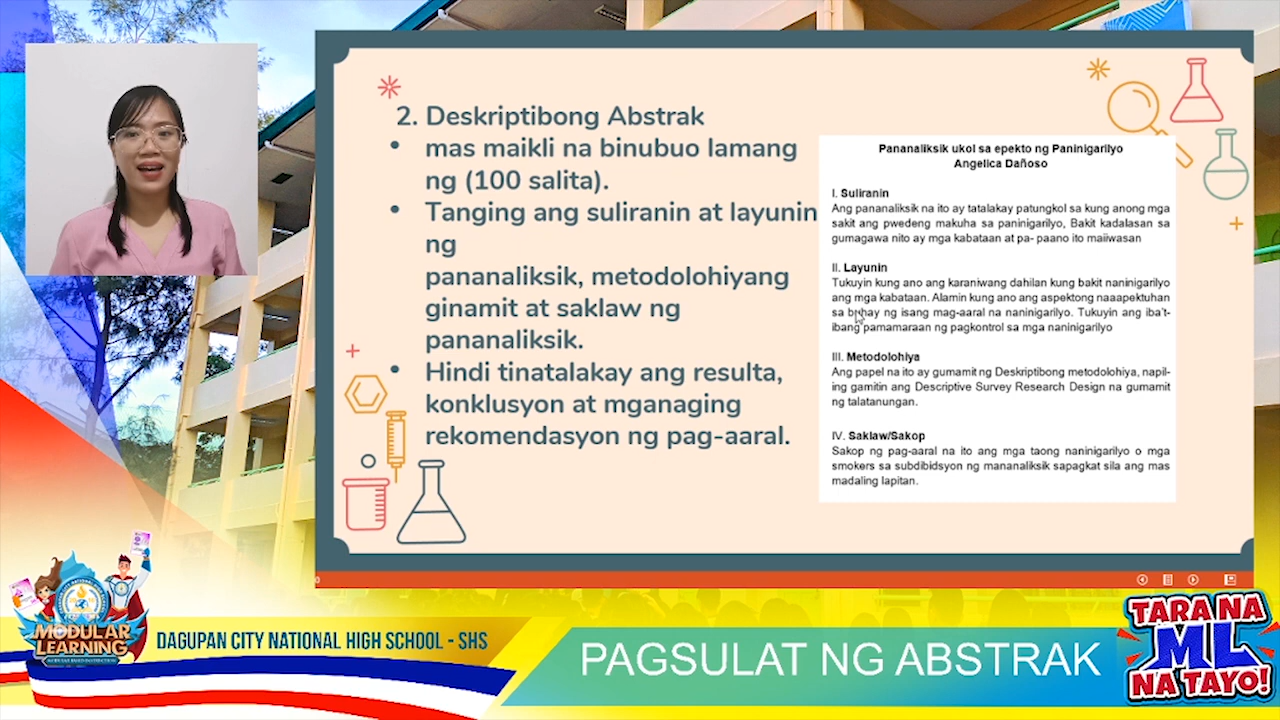 2. Deskriptibong Abstrak
• mas maikli na binubuo lamang
ng (100 salita).
• Tanging ang suliranin at layunin
ng
pananaliksik, metodolohiyang
ginamit at saklaw ng
pananaliksik.
• Hindi tinatalakay ang resulta,
konklusyon at mganaging
rekomendasyon ng pag-aaral.
Pananaliksik ukol sa epekto ng Paninigarilyo
Angelica Dañoso
I. Suliranin
Ang pananaliksik na ito ay tatalakay patungkol sa kung anong mga
sakit ang pwedeng makuha sa paninigarilyo, Bakit kadalasan sa
gumagawa nito ay mga kabataan at pa- paano ito maiiwasan
II. Layunin
Tukuyin kung ano ang karaniwang dahilan kung bakit naninigarilyo
ang mga kabataan. Alamin kung ano ang aspektong naaapektuhan
sa buhay ng isang mag-aaral na naninigarilyo. Tukuyin ang iba't-
ibang pamamaraan ng pagkontrol sa mga naninigarilyo
III. Metodolohiya
Ang papel na ito ay gumamit ng Deskriptibong metodolohiya, napil-
ing gamitin ang Descriptive Survey Research Design na gumamit
ng talatanungan.
IV. Saklaw/Sakop
Sakop ng pag-aaral na ito ang mga taong naninigarilyo o mga
smokers sa subdibidsyon ng mananaliksik sapagkat sila ang mas
madaling lapitan.
MODULAR
LEARNING
DAGUPAN CITY NATIONAL HIGH SCHOOL - SHS
PAGSULAT NG ABSTRAK
TARA NA
ML
NA TAYO!